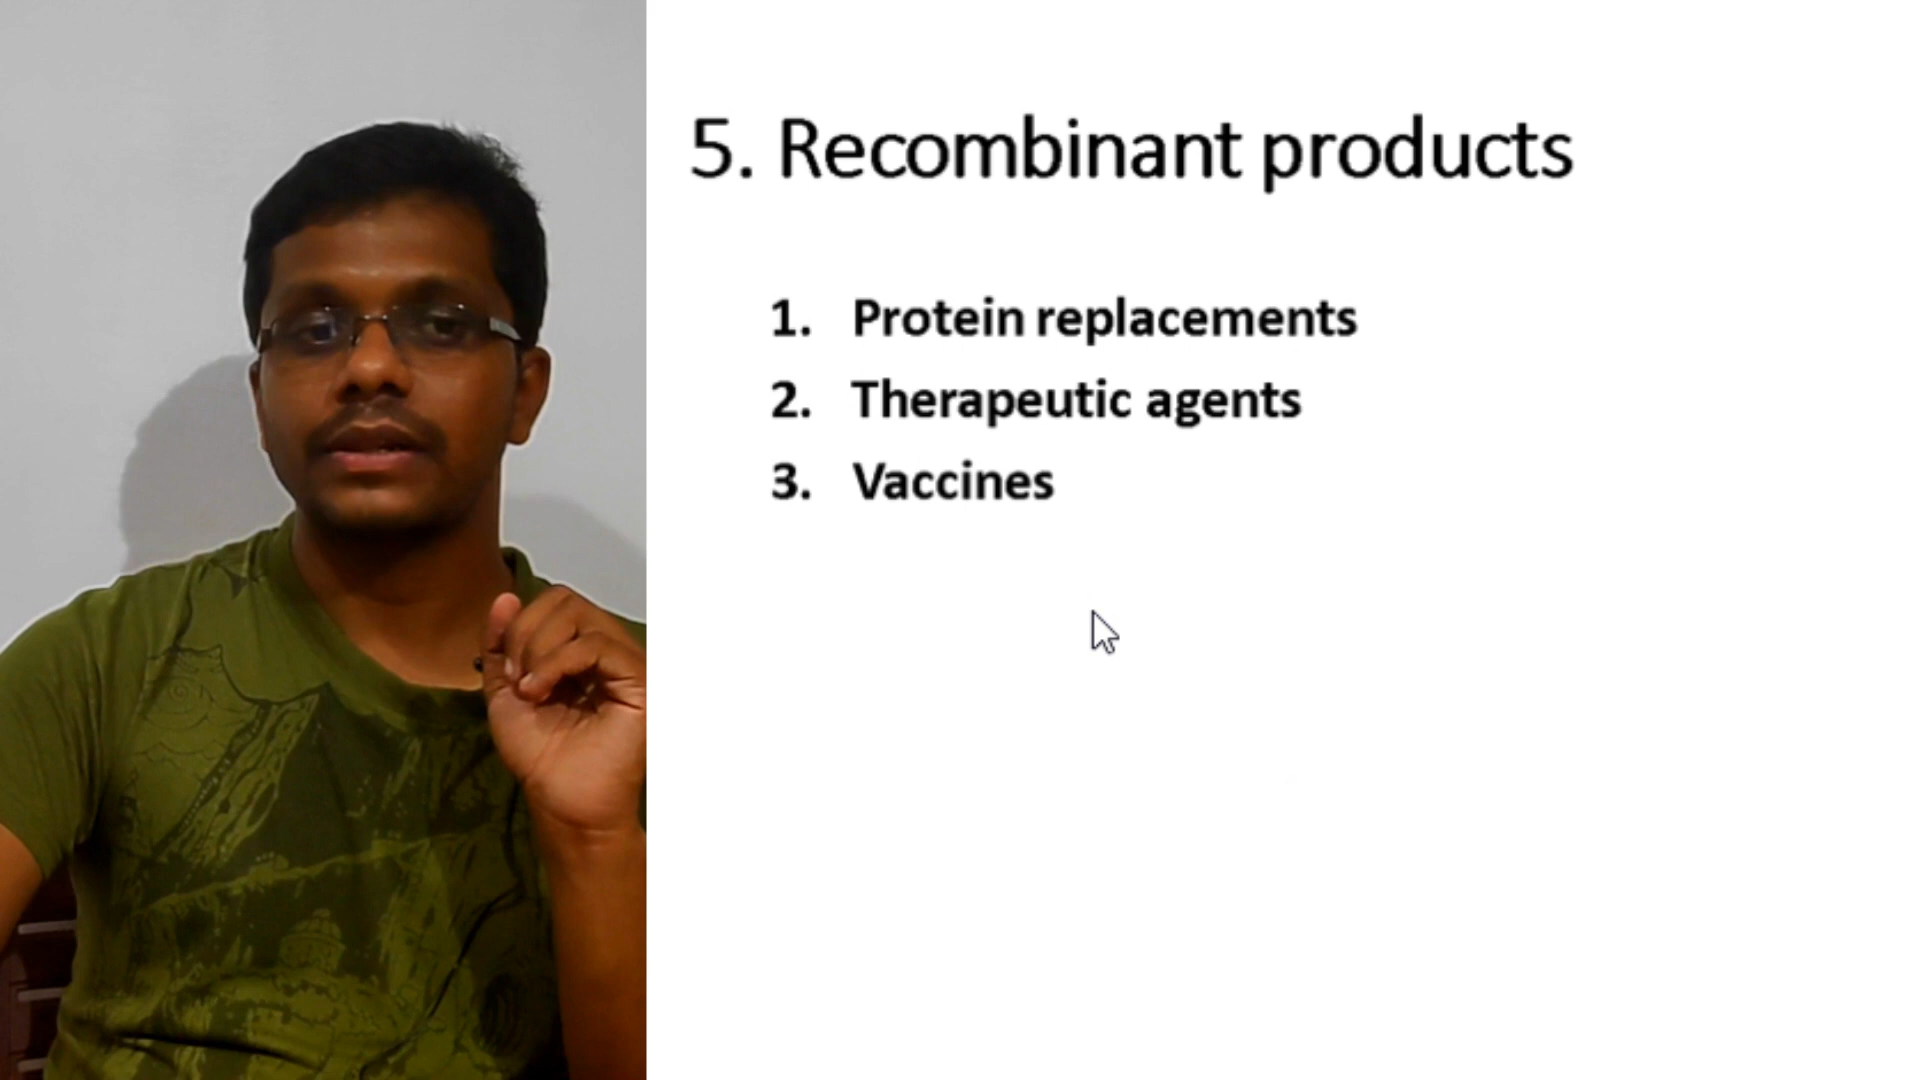 5. Recombinant products
1. Protein replacements
2. Therapeutic agents
3. Vaccines